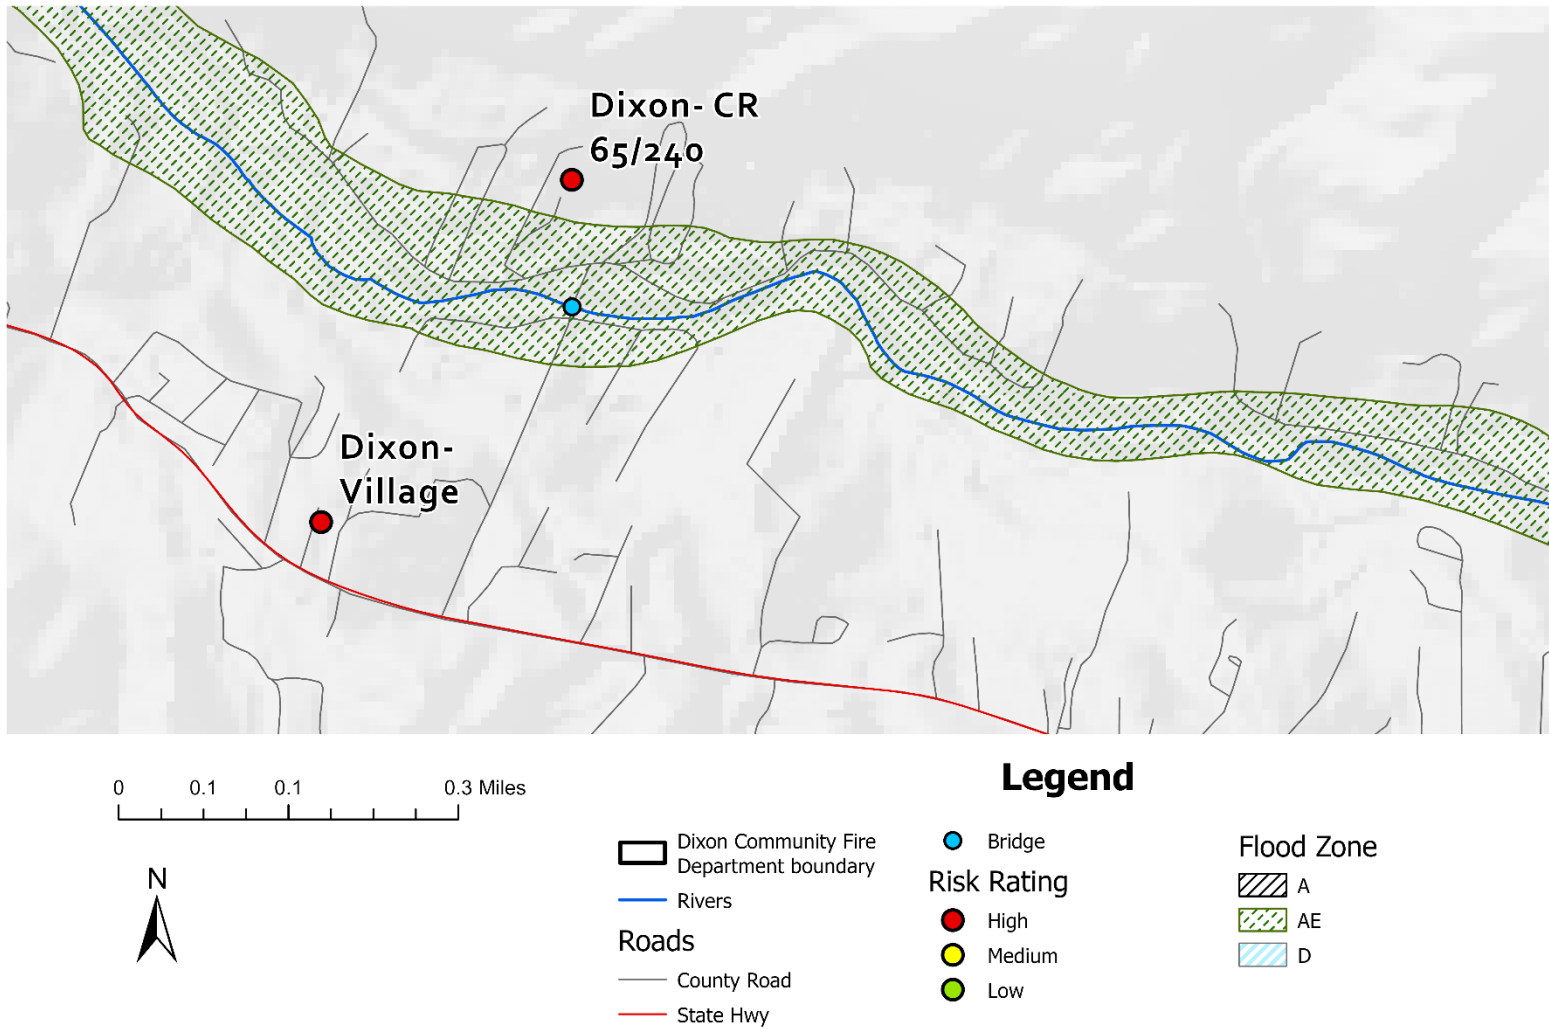 Dixon- CR
65/240
Dixon-
Village
0 0.1 0.1 0.3 Miles
N
Legend
Dixon Community Fire
Department boundary
Rivers
Roads
County Road
State Hwy
Bridge
Risk Rating
High
Medium
Low
Flood Zone
A
AE
D